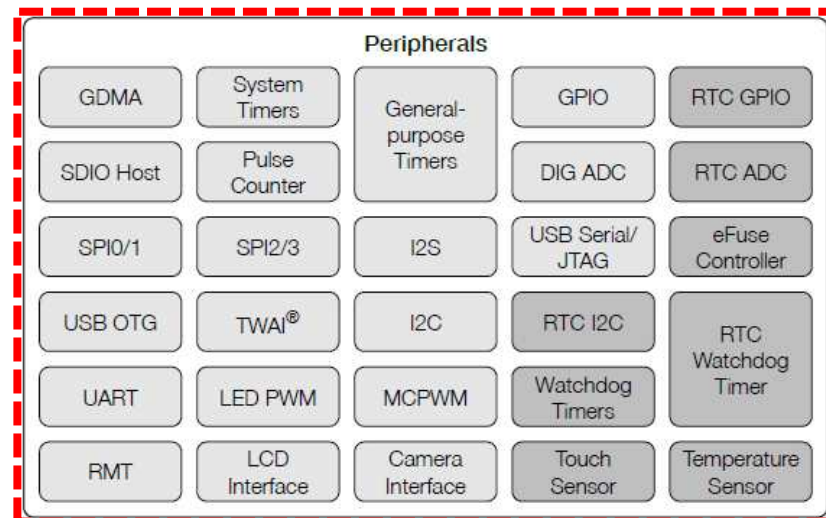 Peripherals
GDMA
System
Timers
General-
purpose
Timers
GPIO
RTC GPIO
SDIO Host
Pulse
Counter
DIG ADC
RTC ADC
SPI0/1
SPI2/3
I2S
USB Serial/
JTAG
eFuse
Controller
USB OTG
TWAI®
I2C
RTC I2C
RTC
Watchdog
Timer
UART
LED PWM
MCPWM
Watchdog
Timers
RMT
LCD
Interface
Camera
Interface
Touch
Sensor
Temperature
Sensor